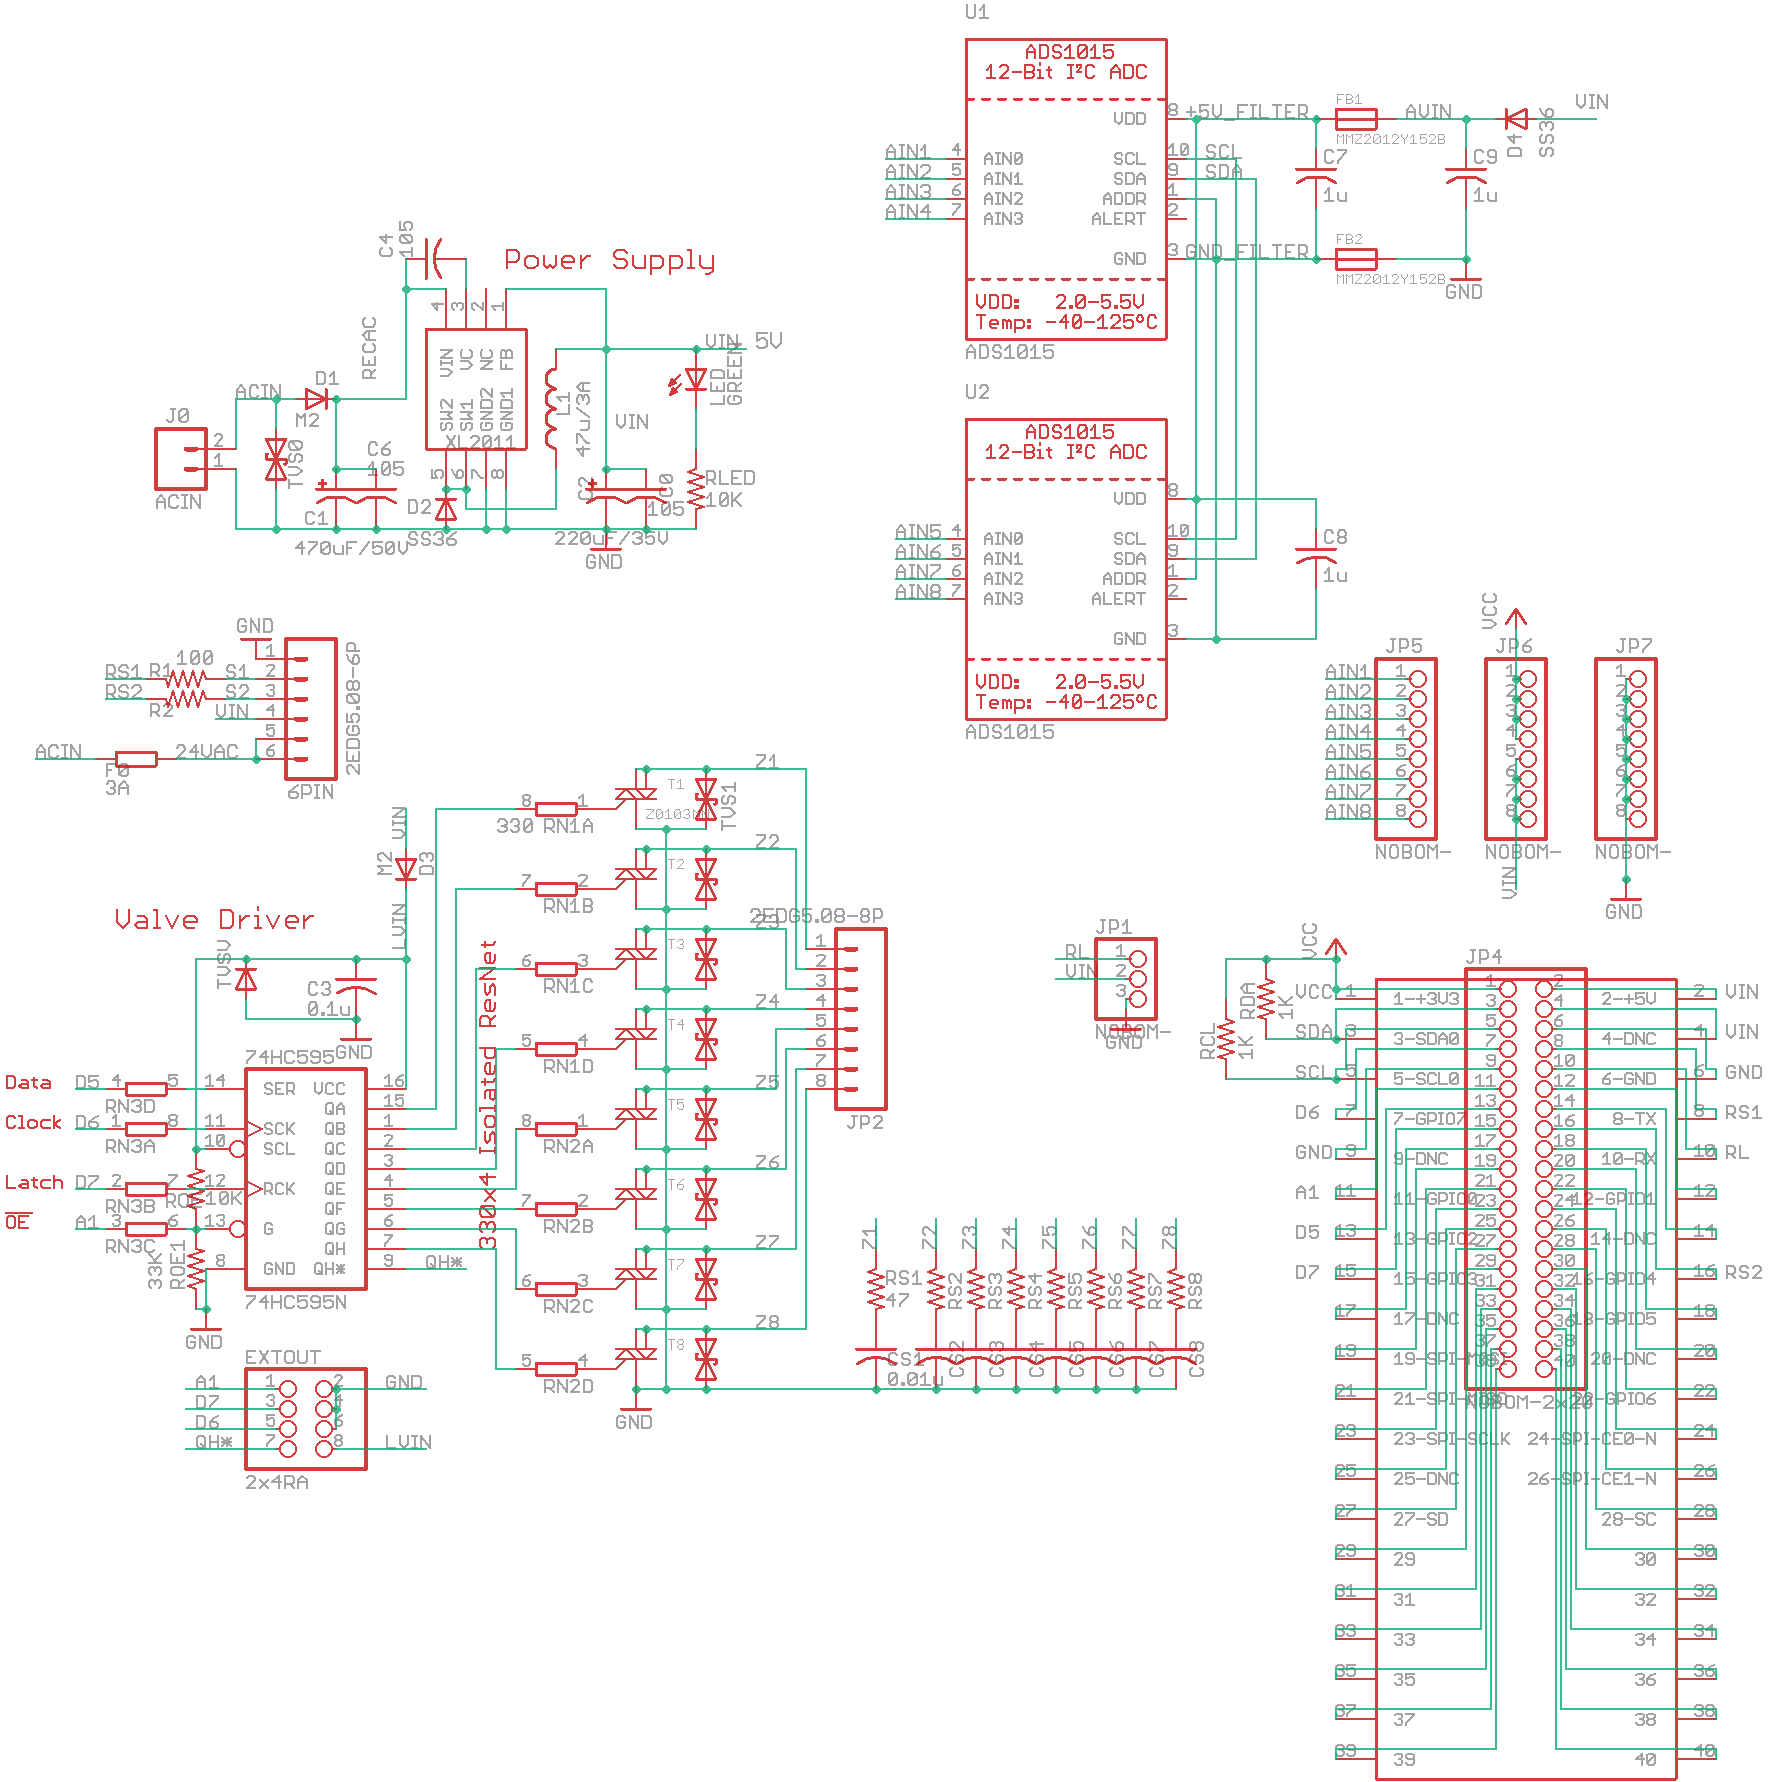 U1
ADS1015
12-Bit I²C ADC
AIN1 4 AIN0
AIN2 5 AIN1
AIN3 6 AIN2
AIN4 7 AIN3
VDD 8 +5V_FILTER
SCL 10 SCL
SDA 9 SDA
ADDR 1
ALERT 2
GND 3 GND_FILTER
VDD: 2.0-5.5V
Temp: -40-125°C
ADS1015
FB1
MMZ2012Y152B
AVIN
VIN
D4
SS36
C7
1u
C9
1u
FB2
MMZ2012Y152B
GND
U2
ADS1015
12-Bit I²C ADC
AIN5 4 AIN0
AIN6 5 AIN1
AIN7 6 AIN2
AIN8 7 AIN3
VDD 8
SCL 10
SDA 9
ADDR 1
ALERT 2
GND 3
VDD: 2.0-5.5V
Temp: -40-125°C
ADS1015
C8
1u
Power Supply
C4
105
RECAC
4 3 2 1
VIN VC NC FB
SW2 SW1 GND2 GND1
XL2011
5 6 7 8
ACIN
D1
M2
J0
2
1
ACIN
TVS0
C6
105
C1
470uF/50V
D2
SS36
L1
47u/3A
VIN
VIN 5V
LED
GREEN
C2
220uF/35V
C0
105
RLED
10K
GND
GND
RS1 R1 100 S1
RS2 R2 S2
VIN
1
2
3
4
5
6
2EDG5.08-6P
6PIN
ACIN
F0
3A
24VAC
Valve Driver
VIN
M2
D3
LVIN
TVSV
C3
0.1u
GND
74HC595
Data D5 4 5 14 SER
RN3D
Clock D6 1 8 11 SCK
RN3A
10 SCL
Latch D7 2 7 12 RCK
RN3B
ROE 10K
OE A1 3 6 13 G
RN3C
8 GND
33K
ROE1
GND
VCC 16
QA 15
QB 1
QC 2
QD 3
QE 4
QF 5
QG 6
QH 7
QH* 9 QH*
74HC595N
330x4 Isolated ResNet
8 1
330 RN1A
7 2
RN1B
6 3
RN1C
5 4
RN1D
8 1
RN2A
7 2
RN2B
6 3
RN2C
5 4
RN2D
T1
TVS1
Z1
T2
Z2
T3
Z3
T4
Z4
T5
Z5
T6
Z6
T7
Z7
T8
Z8
GND
2EDG5.08-8P
1
2
3
4
5
6
7
8
JP2
EXTOUT
A1 1 2 GND
D7 3 4
D6 5 6
QH* 7 8 LVIN
2x4RA
Z1 Z2 Z3 Z4 Z5 Z6 Z7 Z8
RS1
47
RS2 RS3 RS4 RS5 RS6 RS7 RS8
CS1
0.01u
CS2 CS3 CS4 CS5 CS6 CS7 CS8
JP1
RL 1
VIN 2
3
NOBOM-
GND
JP5
AIN1 1
AIN2 2
AIN3 3
AIN4 4
AIN5 5
AIN6 6
AIN7 7
AIN8 8
NOBOM-
VCC
JP6
1
2
3
4
5
6
7
8
NOBOM-
VIN
JP7
1
2
3
4
5
6
7
8
NOBOM-
GND
VCC
RDA
1K
RCL
1K
JP4
1 2
3 4
5 6
7 8
9 10
11 12
13 14
15 16
17 18
19 20
21 22
23 24
25 26
27 28
29 30
31 32
33 34
35 36
37 38
40
NOBOM-2x20
VCC 1 1-+3V3 2-+5V 2 VIN
SDA 3 3-SDA0 4-DNC 4 VIN
SCL 5 5-SCL0 6-GND 6 GND
D6 7 7-GPIO7 8-TX 8 RS1
GND 9 9-DNC 10-RX 10 RL
A1 11 11-GPIO0 12-GPIO1 12
D5 13 13-GPIO2 14-DNC 14
D7 15 15-GPIO3 16-GPIO4 16 RS2
17 17-DNC 18-GPIO5 18
19 19-SPI-MOSI 20-DNC 20
21 21-SPI-MISO 22-GPIO6 22
23 23-SPI-SCLK 24-SPI-CE0-N 24
25 25-DNC 26-SPI-CE1-N 26
27 27-SD 28-SC 28
29 29 30 30
31 31 32 32
33 33 34 34
35 35 36 36
37 37 38 38
39 39 40 40